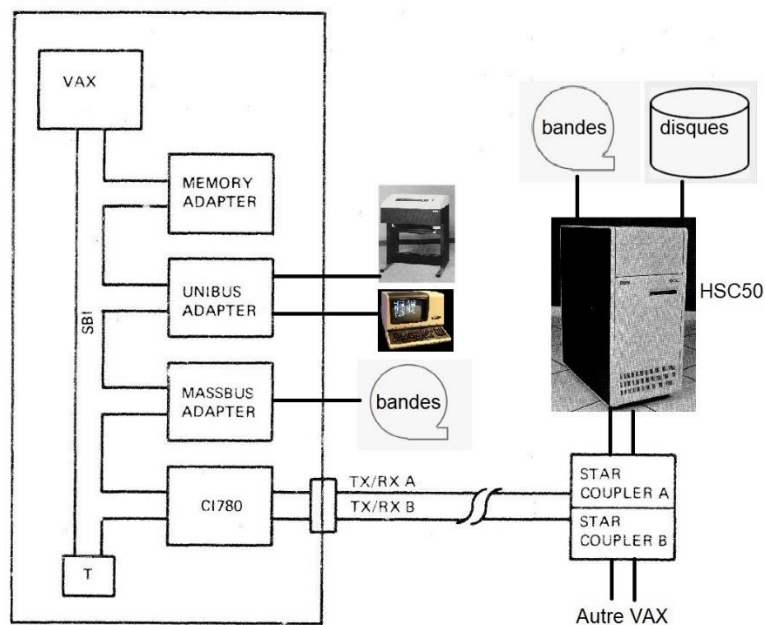 VAX
MEMORY
ADAPTER
UNIBUS
ADAPTER
SBI
MASSBUS
ADAPTER
bandes
CI780
T
TX/RX A
TX/RX B
bandes
disques
HSC50
STAR
COUPLER A
STAR
COUPLER B
Autre VAX